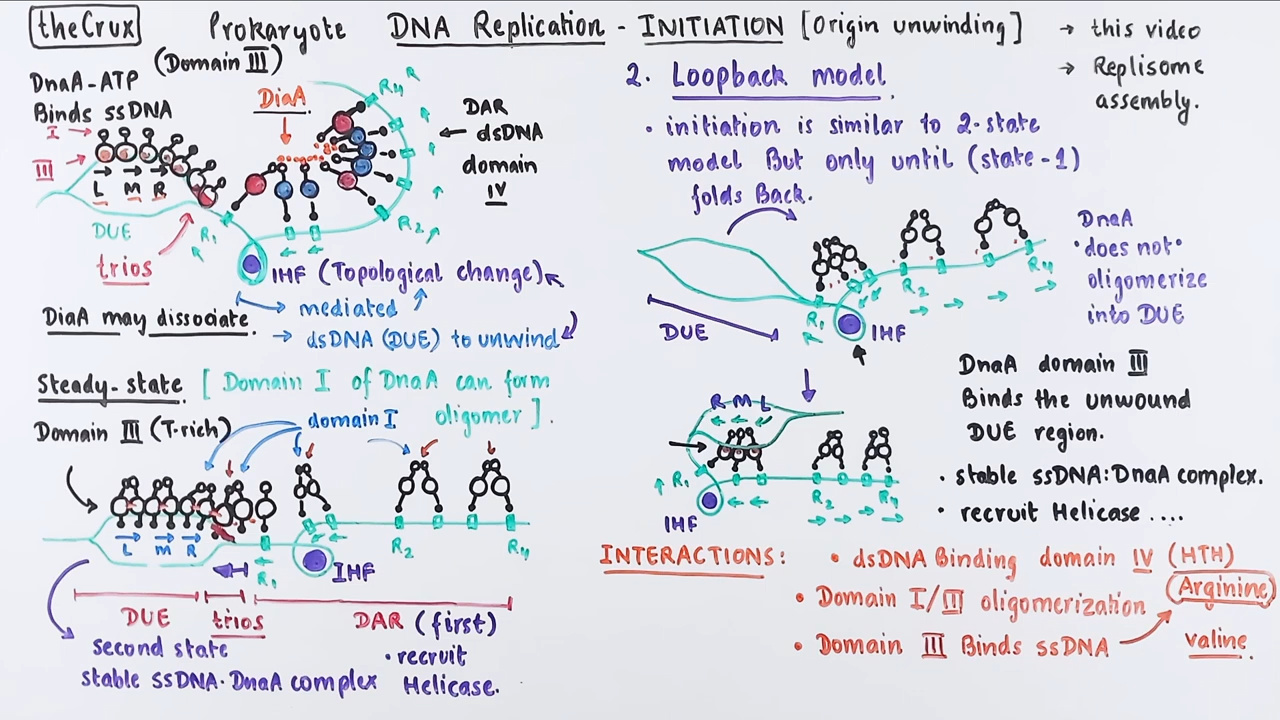 theCrux
Prokaryote DNA Replication - INITIATION [Origin unwinding]
→ this video
→ Replisome
assembly.
(Domain III)
DnaA-ATP
Binds ssDNA
I
III
L M R
DUE
trios
R1
DiaA
R4
R2
DAR
dsDNA
domain
IV
IHF (Topological change)
→ mediated
→ dsDNA (DUE) to unwind
DiaA may dissociate.
Steady-state [Domain I of DnaA can form
oligomer].
Domain III (T-rich)
domain I
L M R
R1
IHF
R2
R4
DUE
trios
DAR (first)
second state
stable ssDNA·DnaA complex
• recruit
Helicase.
2. Loopback model.
• initiation is similar to 2-state
model But only until (state-1)
folds Back.
DUE
R1
IHF
R2
R4
DnaA
• does not •
oligomerize
into DUE
R M L
R1
IHF
R2
R4
DnaA domain III
Binds the unwound
DUE region.
• stable ssDNA:DnaA complex.
• recruit Helicase ....
INTERACTIONS:
• dsDNA Binding domain IV (HTH)
• Domain I/III oligomerization
(Arginine)
• Domain III Binds ssDNA
valine.